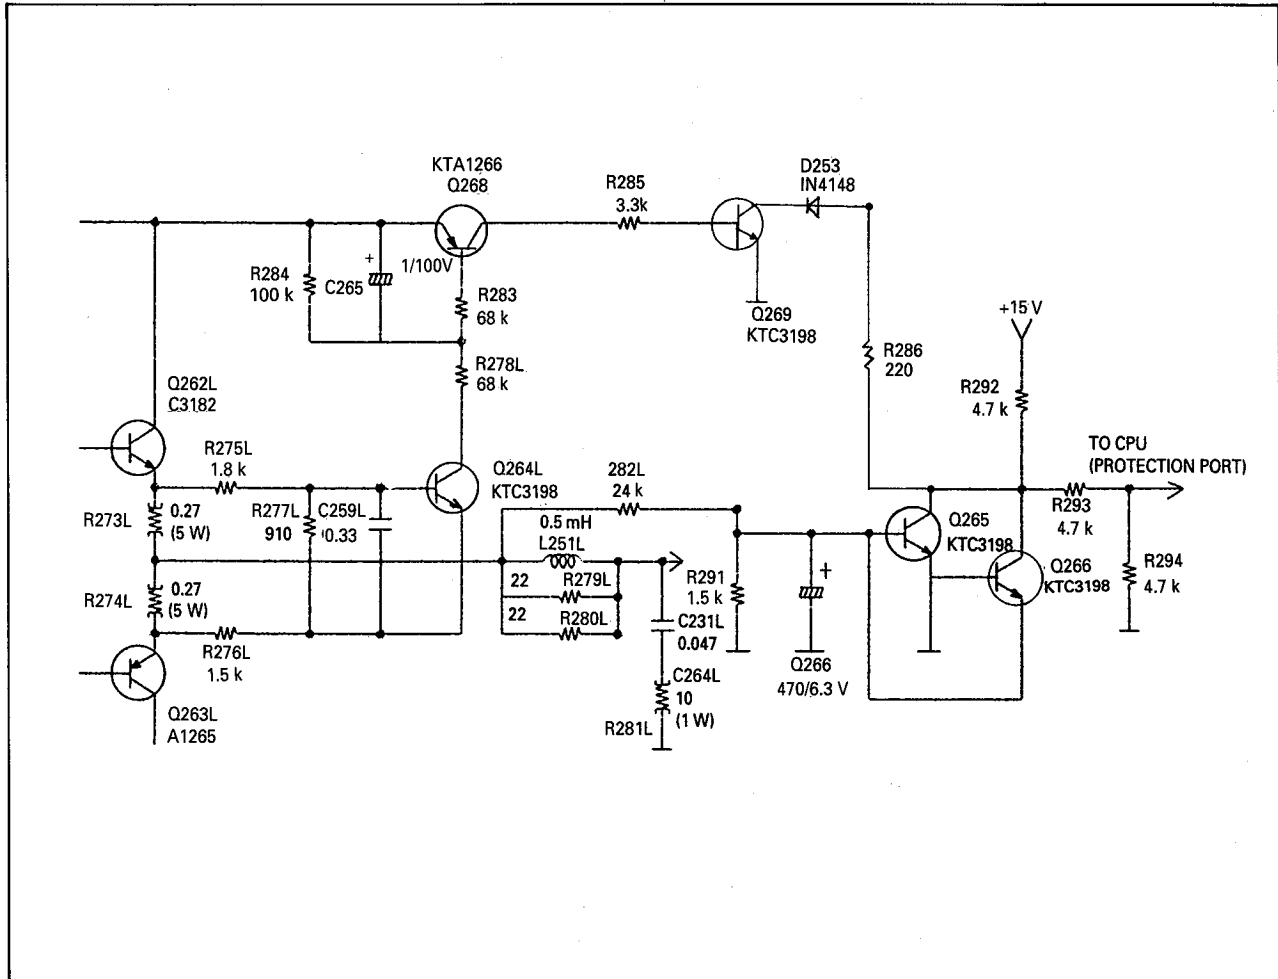 KTA1266
Q268
1/100V
R285
3.3k
D253
IN4148
R284
100 k
+
C265
R283
68 k
Q269
KTC3198
+15 V
R278L
68 k
R286
220
R292
4.7 k
Q262L
C3182
R275L
1.8 k
Q264L
KTC3198
282L
24 k
TO CPU
(PROTECTION PORT)
R273L
0.27
(5 W)
R277L
910
C259L
0.33
0.5 mH
L251L
Q265
KTC3198
R293
4.7 k
R274L
0.27
(5 W)
22
R279L
22
R280L
R291
1.5 k
+
Q266
KTC3198
R294
4.7 k
R276L
1.5 k
C231L
0.047
Q266
470/6.3 V
C264L
10
(1 W)
R281L
Q263L
A1265